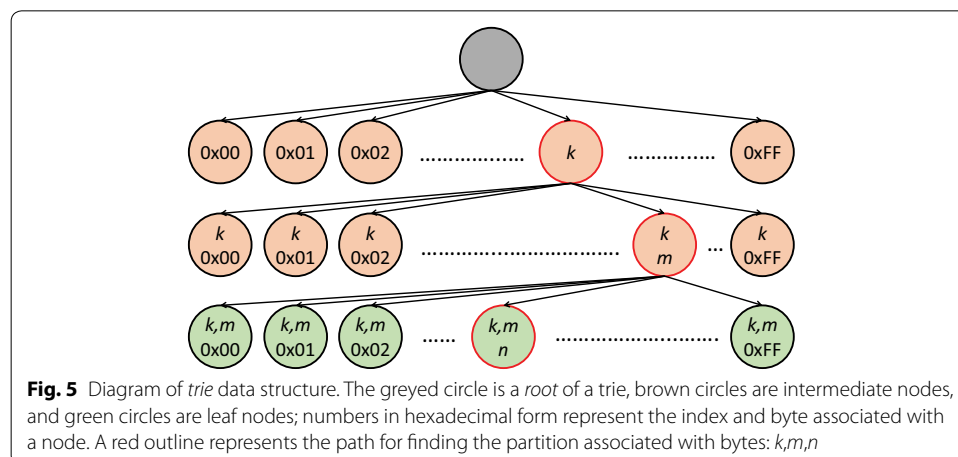 0x00 0x01 0x02 ...................... k ...................... 0xFF
k k k k k
0x00 0x01 0x02 ...................................... m ... 0xFF
k,m k,m k,m k,m k,m
0x00 0x01 0x02 ...... n ................................ 0xFF
Fig. 5 Diagram of trie data structure. The greyed circle is a root of a trie, brown circles are intermediate nodes,
and green circles are leaf nodes; numbers in hexadecimal form represent the index and byte associated with
a node. A red outline represents the path for finding the partition associated with bytes: k,m,n